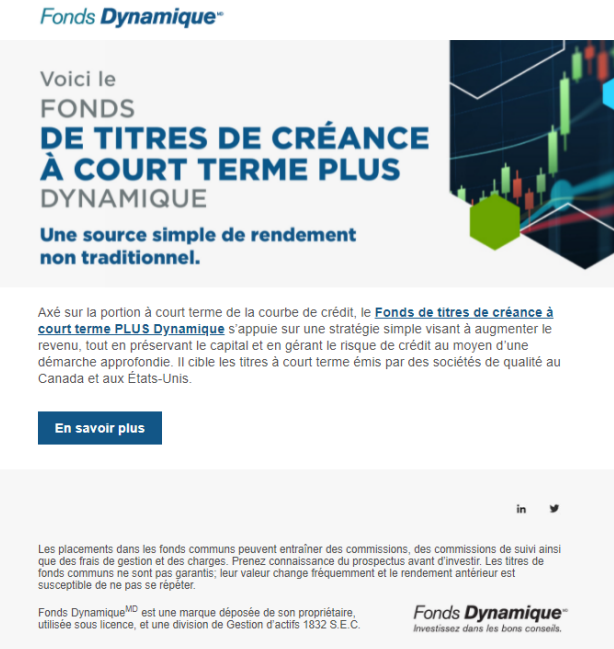 Fonds DynamiqueMD
Voici le
FONDS
DE TITRES DE CRÉANCE
À COURT TERME PLUS
DYNAMIQUE
Une source simple de rendement
non traditionnel.
Axé sur la portion à court terme de la courbe de crédit, le Fonds de titres de créance à
court terme PLUS Dynamique s’appuie sur une stratégie simple visant à augmenter le
revenu, tout en préservant le capital et en gérant le risque de crédit au moyen d’une
démarche approfondie. Il cible les titres à court terme émis par des sociétés de qualité au
Canada et aux États-Unis.
En savoir plus
in
Les placements dans les fonds communs peuvent entraîner des commissions, des commissions de suivi ainsi
que des frais de gestion et des charges. Prenez connaissance du prospectus avant d’investir. Les titres de
fonds communs ne sont pas garantis; leur valeur change fréquemment et le rendement antérieur est
susceptible de ne pas se répéter.
Fonds DynamiqueMD est une marque déposée de son propriétaire,
utilisée sous licence, et une division de Gestion d’actifs 1832 S.E.C.
Fonds DynamiqueMD
Investissez dans les bons conseils.